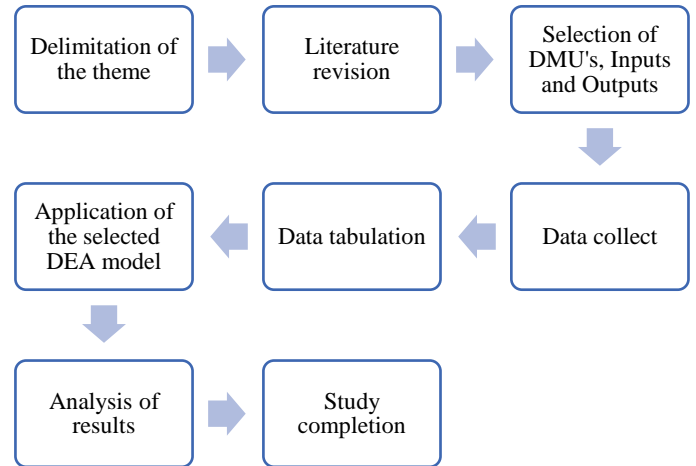 Delimitation of
the theme
Literature
revision
Selection of
DMU's, Inputs
and Outputs
Data collect
Data tabulation
Application of
the selected
DEA model
Analysis of
results
Study
completion